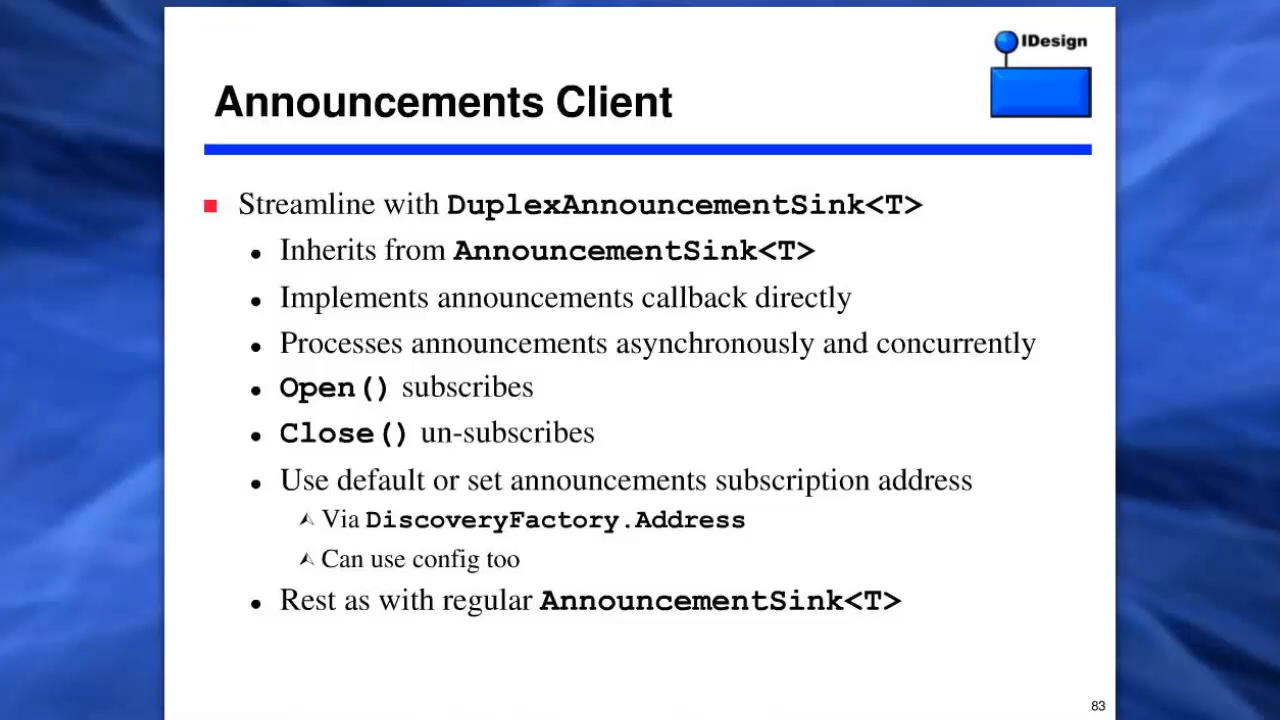 IDesign
Announcements Client
Streamline with DuplexAnnouncementSink<T>
Inherits from AnnouncementSink<T>
Implements announcements callback directly
Processes announcements asynchronously and concurrently
Open() subscribes
Close() un-subscribes
Use default or set announcements subscription address
Via DiscoveryFactory.Address
Can use config too
Rest as with regular AnnouncementSink<T>
83